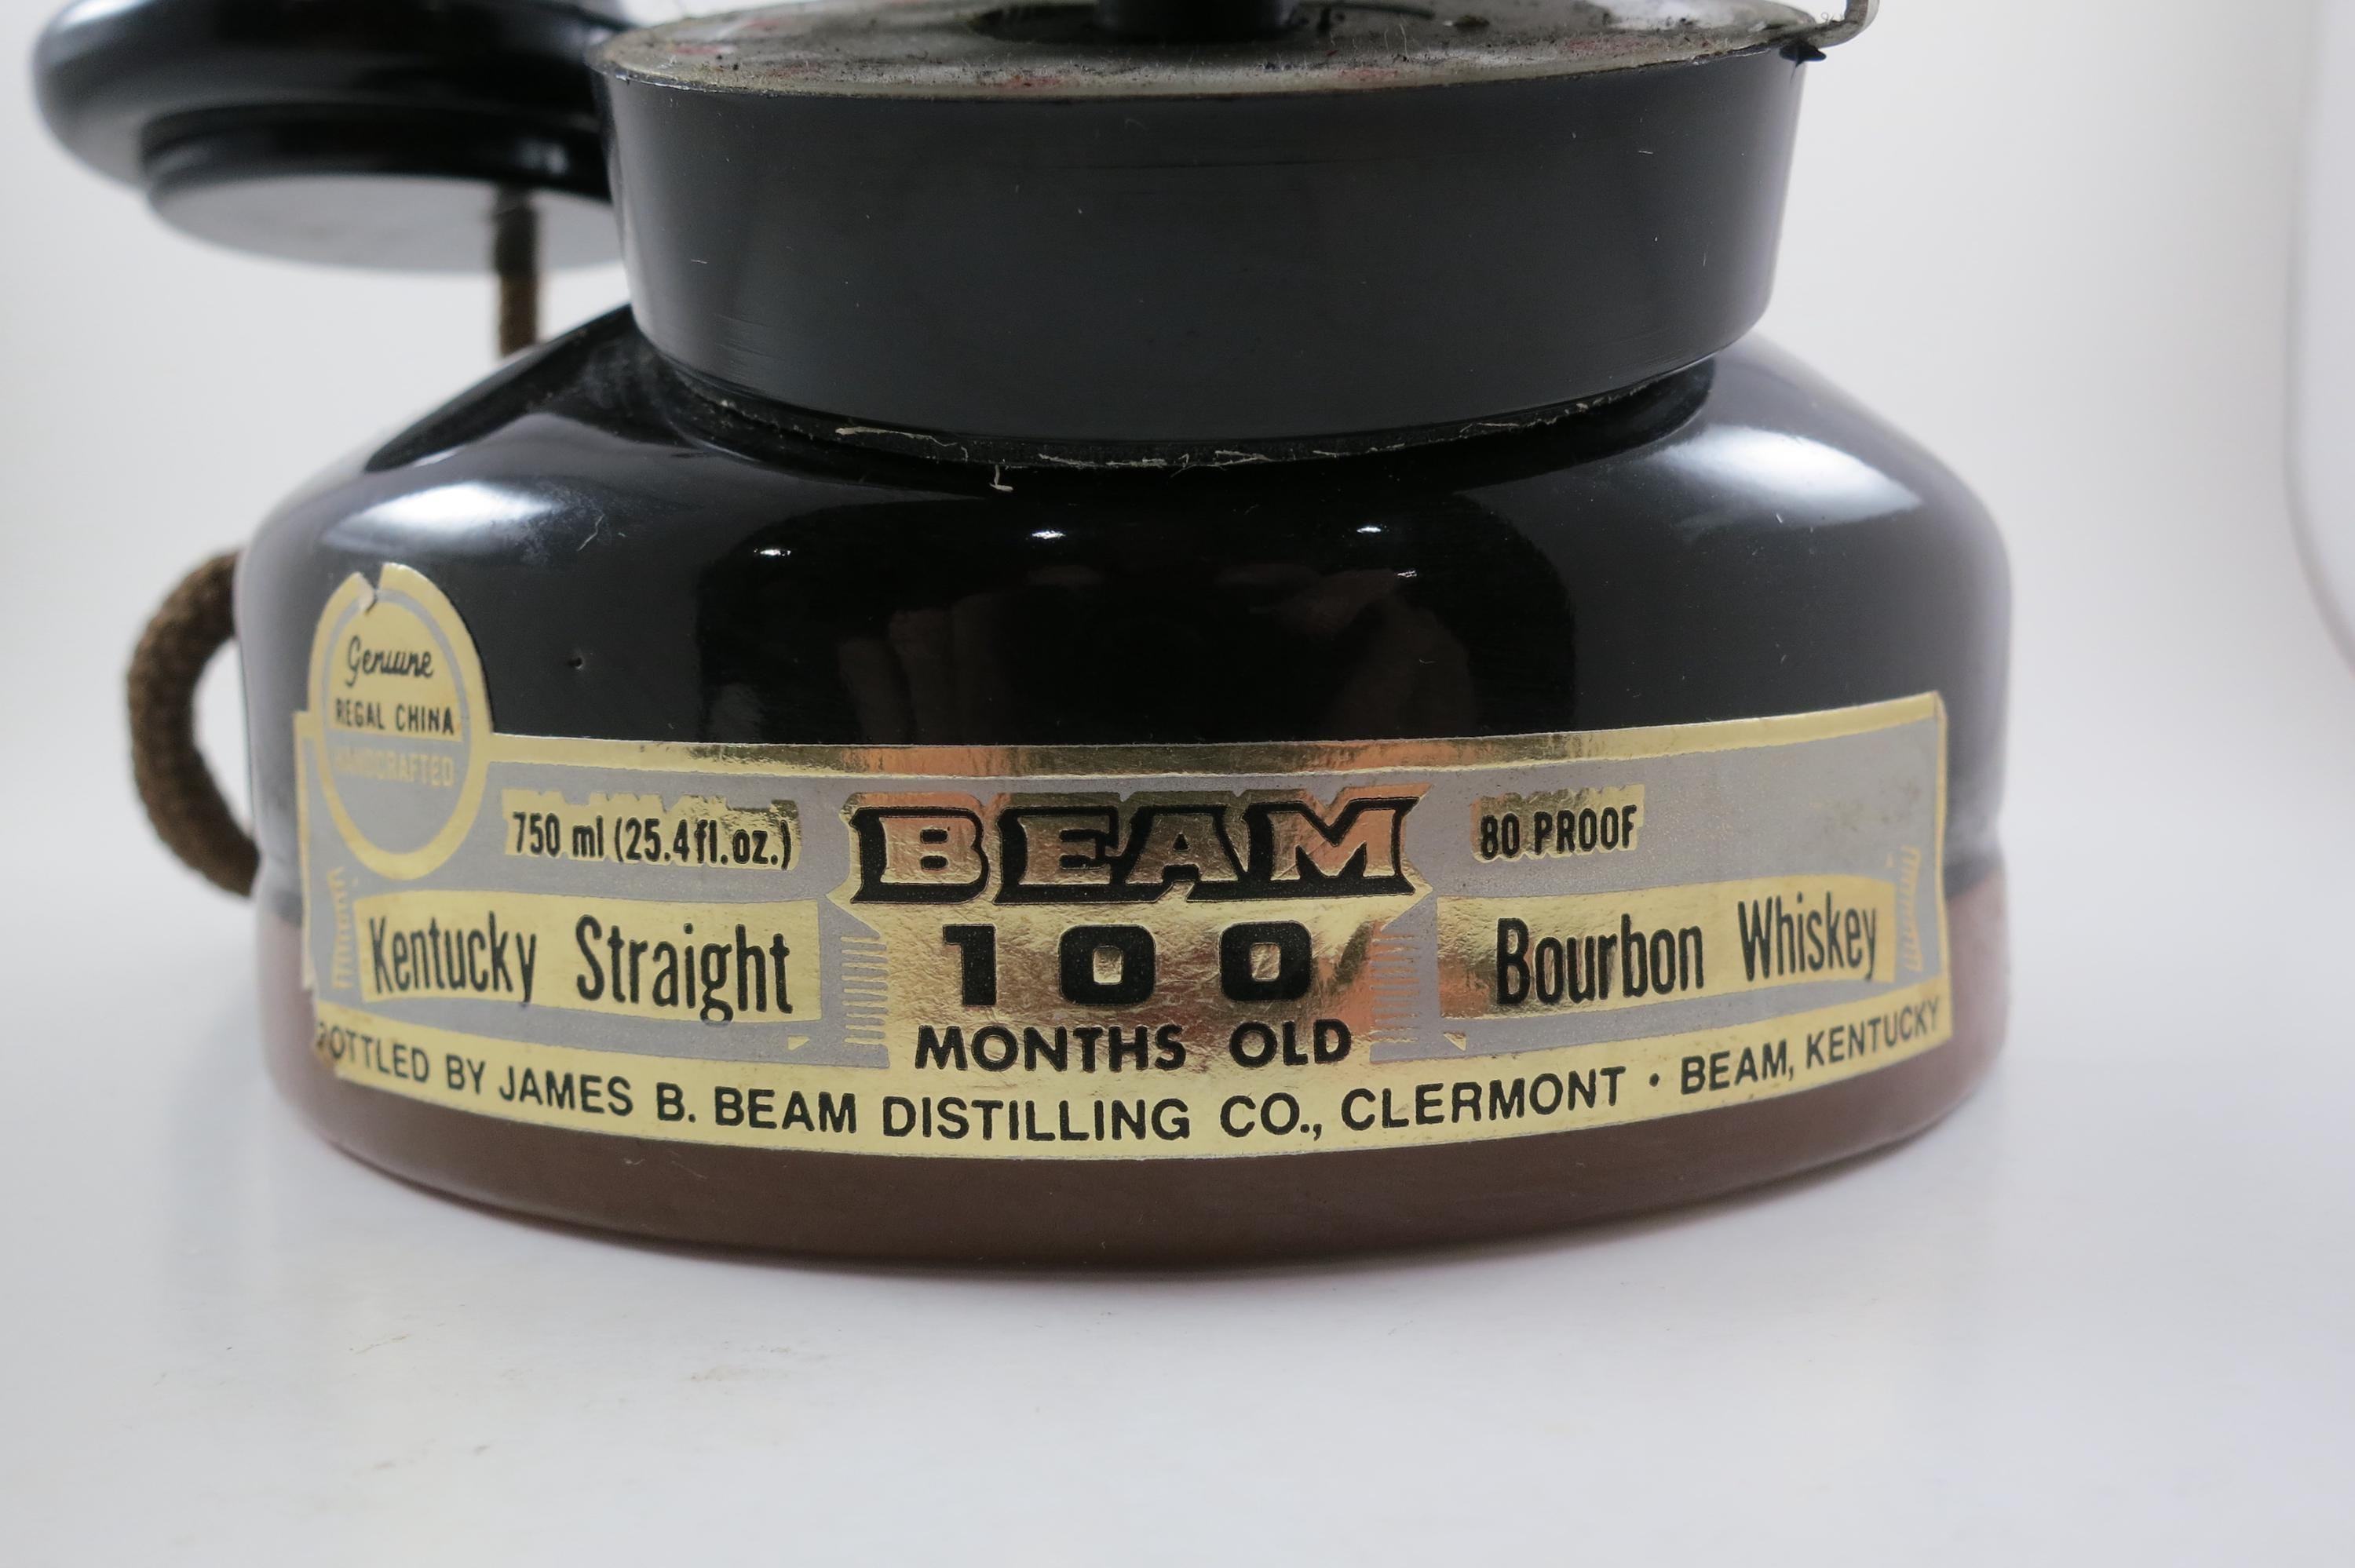 Genuine
REGAL CHINA
HANDCRAFTED
750 ml (25.4 fl. oz.)
BEAM
80 PROOF
Kentucky Straight
100
Bourbon Whiskey
MONTHS OLD
BOTTLED BY JAMES B. BEAM DISTILLING CO., CLERMONT · BEAM, KENTUCKY